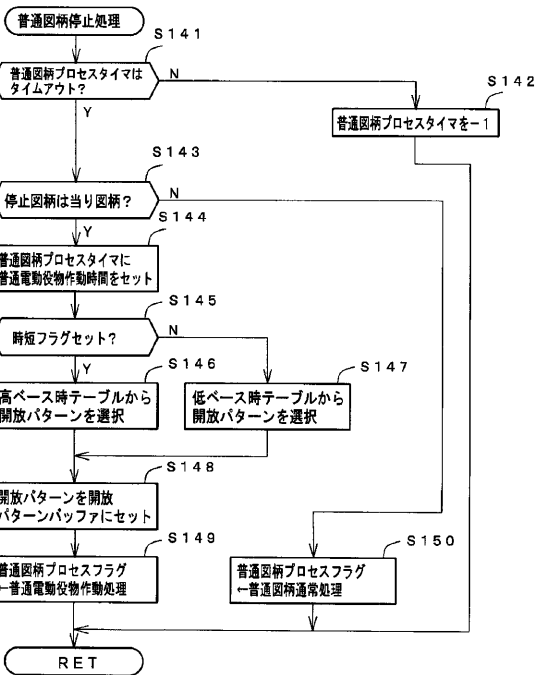 普通図柄停止処理
S141
普通図柄プロセスタイマは
タイムアウト?
N
S142
Y
普通図柄プロセスタイマを-1
S143
停止図柄は当り図柄?
N
S144
Y
普通図柄プロセスタイマに
普通電動役物作動時間をセット
S145
時短フラグセット?
N
Y
S146
S147
高ベース時テーブルから
開放パターンを選択
低ベース時テーブルから
開放パターンを選択
S148
開放パターンを開放
パターンバッファにセット
S149
S150
普通図柄プロセスフラグ
←普通電動役物作動処理
普通図柄プロセスフラグ
←普通図柄通常処理
RET